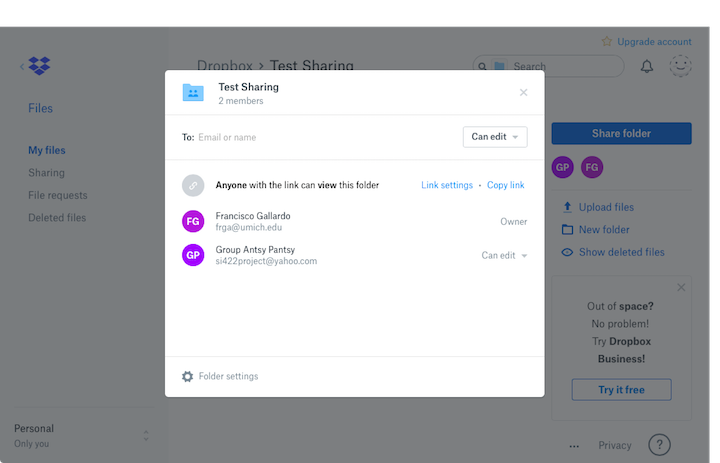 Upgrade account
Dropbox > Test Sharing
Search
Files
My files
Sharing
File requests
Deleted files
Personal
Only you
Test Sharing
2 members
To: Email or name
Can edit
Anyone with the link can view this folder
Link settings • Copy link
FG
Francisco Gallardo
frga@umich.edu
Owner
GP
Group Antsy Pantsy
si422project@yahoo.com
Can edit
Folder settings
Share folder
GP FG
Upload files
New folder
Show deleted files
Out of space?
No problem!
Try Dropbox
Business!
Try it free
... Privacy ?